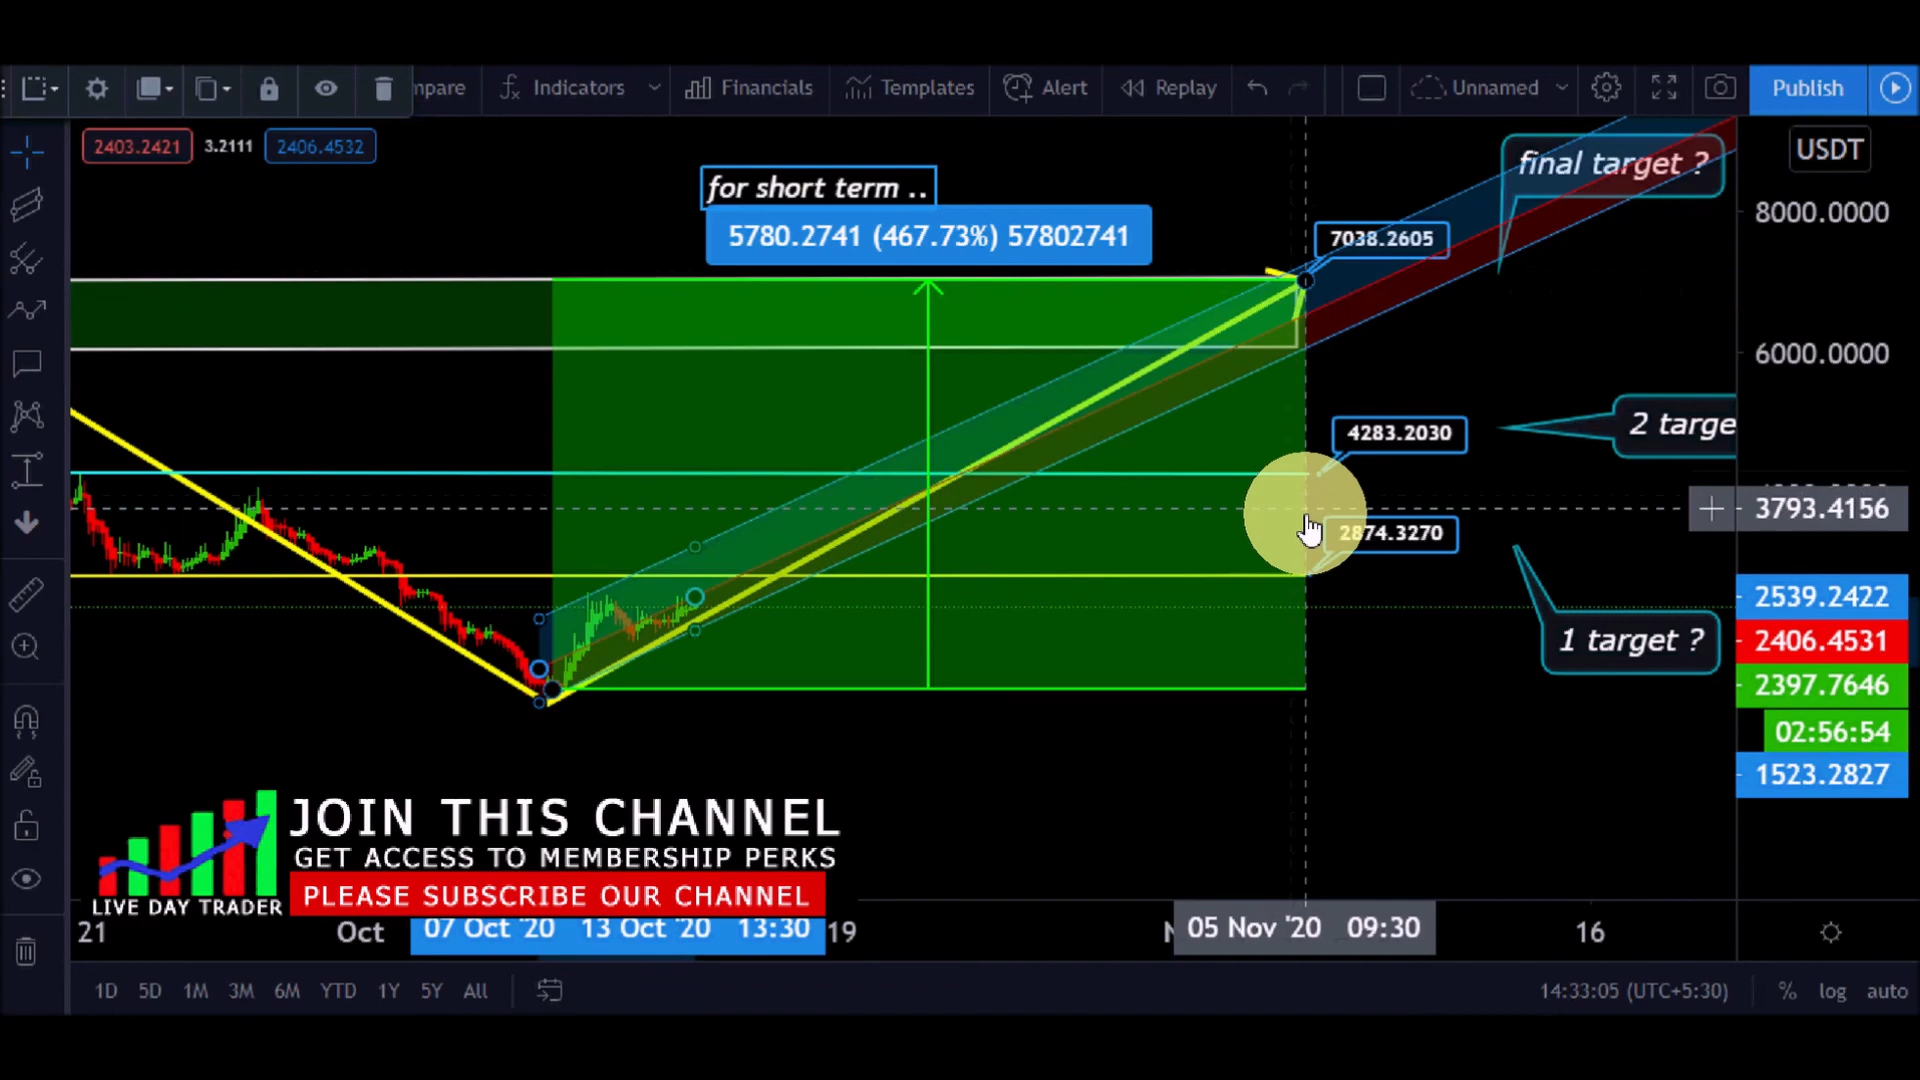 mpare
Indicators
Financials
Templates
Alert
Replay
Unnamed
Publish
2403.2421
3.2111
2406.4532
for short term ..
5780.2741 (467.73%) 57802741
final target ?
7038.2605
4283.2030
2 targe
2874.3270
1 target ?
USDT
8000.0000
6000.0000
3793.4156
2539.2422
2406.4531
2397.7646
02:56:54
1523.2827
JOIN THIS CHANNEL
GET ACCESS TO MEMBERSHIP PERKS
PLEASE SUBSCRIBE OUR CHANNEL
LIVE DAY TRADER
21
Oct
07 Oct '20
13 Oct '20 13:30
19
05 Nov '20 09:30
16
1D 5D 1M 3M 6M YTD 1Y 5Y All
14:33:05 (UTC+5:30)
% log auto